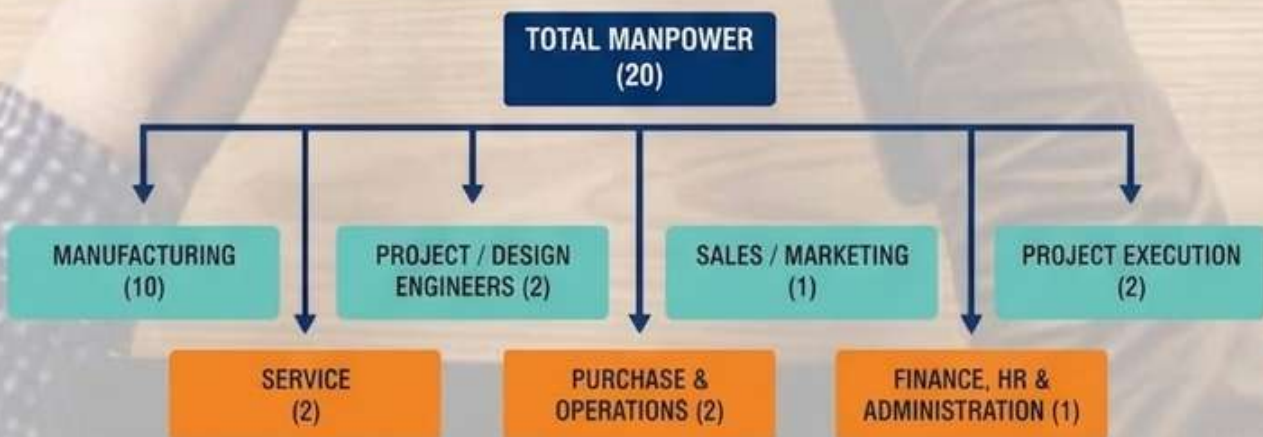 TOTAL MANPOWER
(20)
MANUFACTURING
(10)
PROJECT / DESIGN
ENGINEERS (2)
SALES / MARKETING
(1)
PROJECT EXECUTION
(2)
SERVICE
(2)
PURCHASE &
OPERATIONS (2)
FINANCE, HR &
ADMINISTRATION (1)